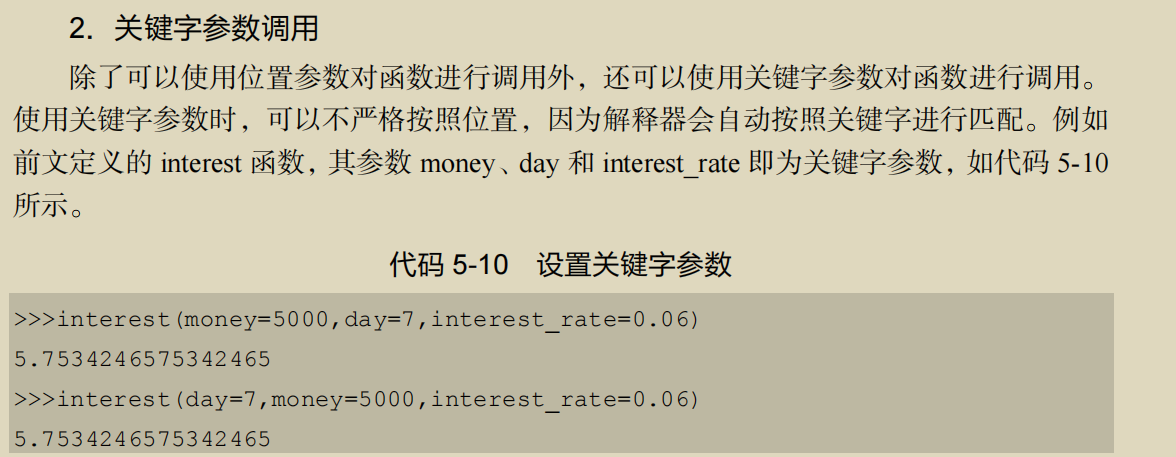 2．关键字参数调用
除了可以使用位置参数对函数进行调用外，还可以使用关键字参数对函数进行调用。
使用关键字参数时，可以不严格按照位置，因为解释器会自动按照关键字进行匹配。例如
前文定义的 interest 函数，其参数 money、day 和 interest_rate 即为关键字参数，如代码 5-10
所示。
代码 5-10　设置关键字参数
>>>interest(money=5000,day=7,interest_rate=0.06)
5.7534246575342465
>>>interest(day=7,money=5000,interest_rate=0.06)
5.7534246575342465